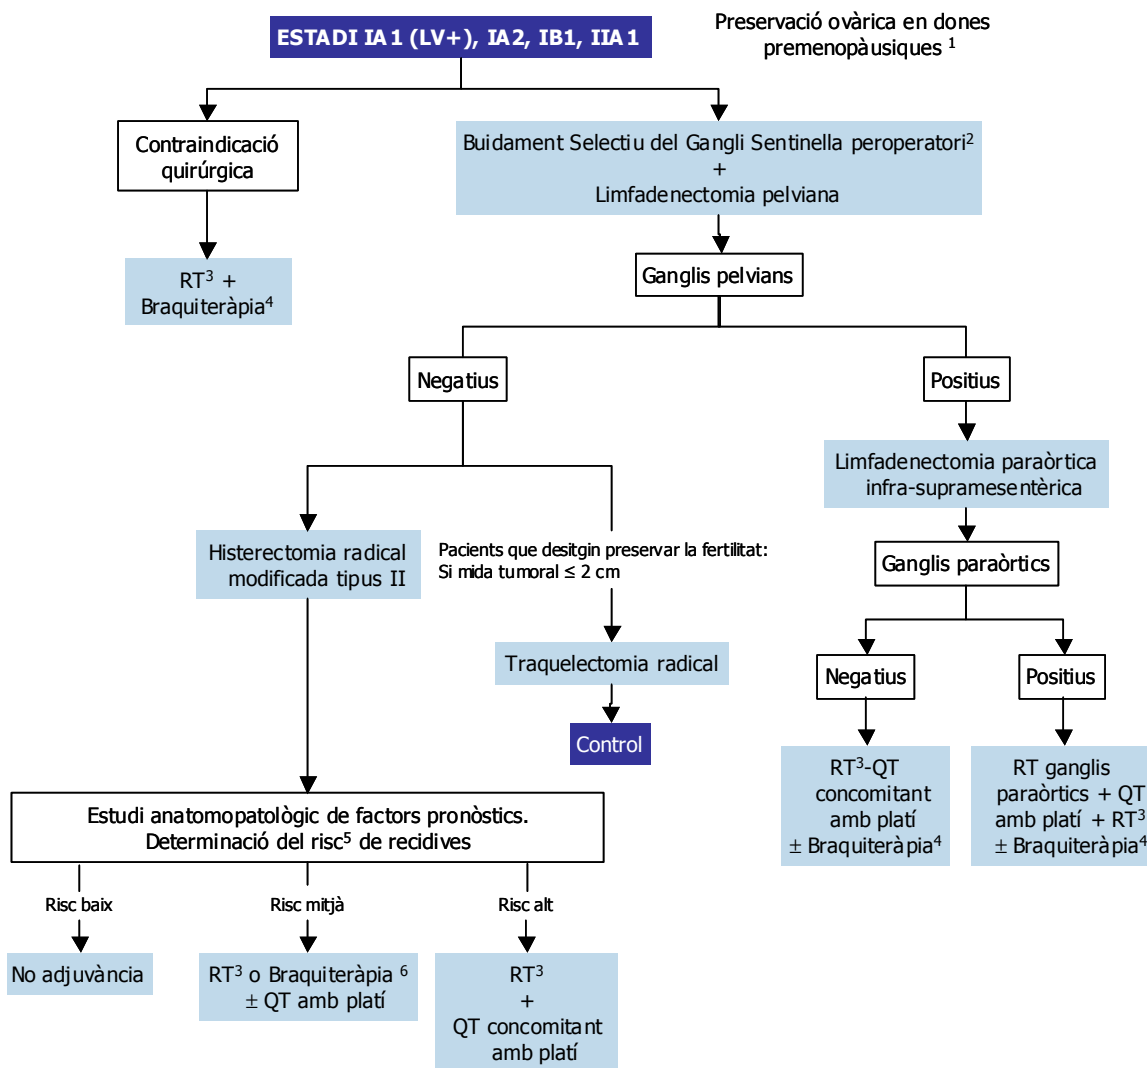 ESTADI IA1 (LV+), IA2, IB1, IIA1
Preservació ovàrica en dones
premenopàusiques ¹
Contraindicació
quirúrgica
Buidament Selectiu del Gangli Sentinella peroperatori²
+
Limfadenectomia pelviana
RT³ +
Braquiteràpia⁴
Ganglis pelvians
Negatius
Positius
Limfadenectomia paraòrtica
infra-supramesentèrica
Histerectomia radical
modificada tipus II
Pacients que desitgin preservar la fertilitat:
Si mida tumoral ≤ 2 cm
Ganglis paraòrtics
Traquelectomia radical
Negatius
Positius
Control
RT³-QT
concomitant
amb platí
± Braquiteràpia⁴
RT ganglis
paraòrtics + QT
amb platí + RT³
± Braquiteràpia⁴
Estudi anatomopatològic de factors pronòstics.
Determinació del risc⁵ de recidives
Risc baix
Risc mitjà
Risc alt
No adjuvància
RT³ o Braquiteràpia ⁶
± QT amb platí
RT³
+
QT concomitant
amb platí